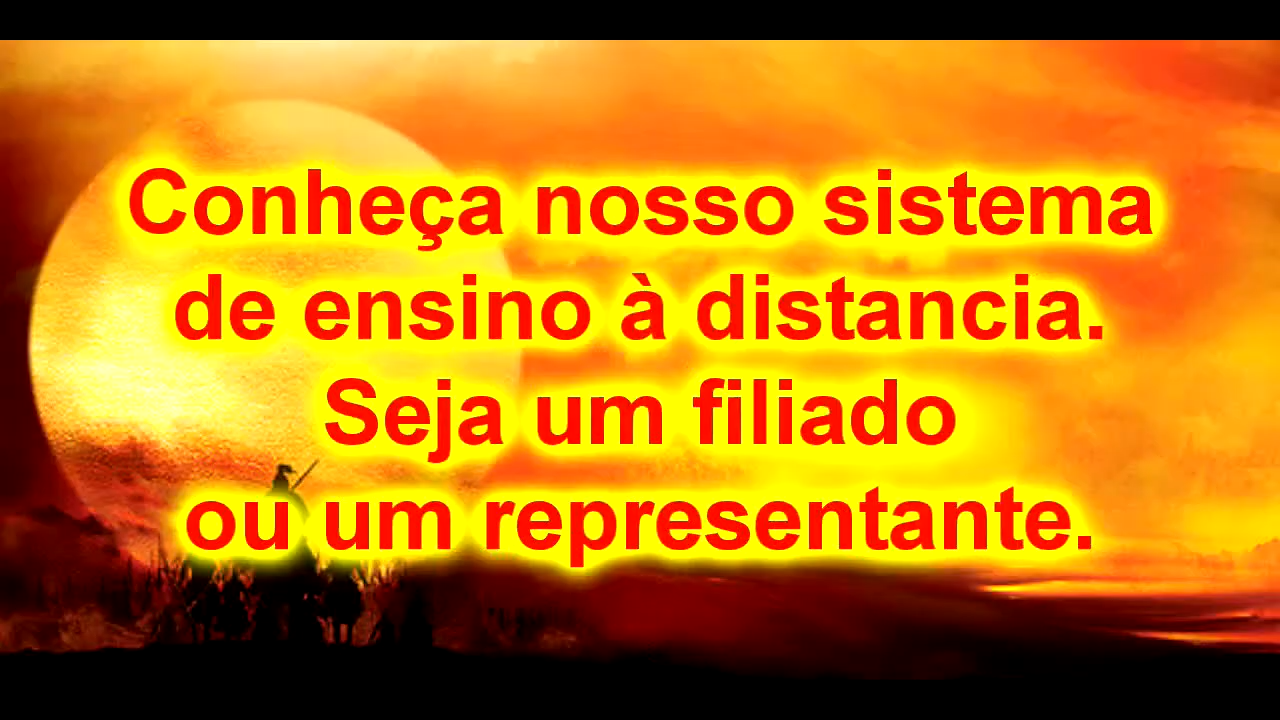 Conheça nosso sistema
de ensino à distancia.
Seja um filiado
ou um representante.